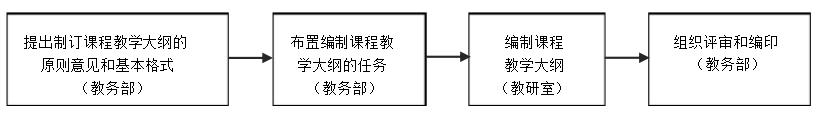 提出制订课程教学大纲的
原则意见和基本格式
（教务部）
布置编制课程教
学大纲的任务
（教务部）
编制课程
教学大纲
（教研室）
组织评审和编印
（教务部）